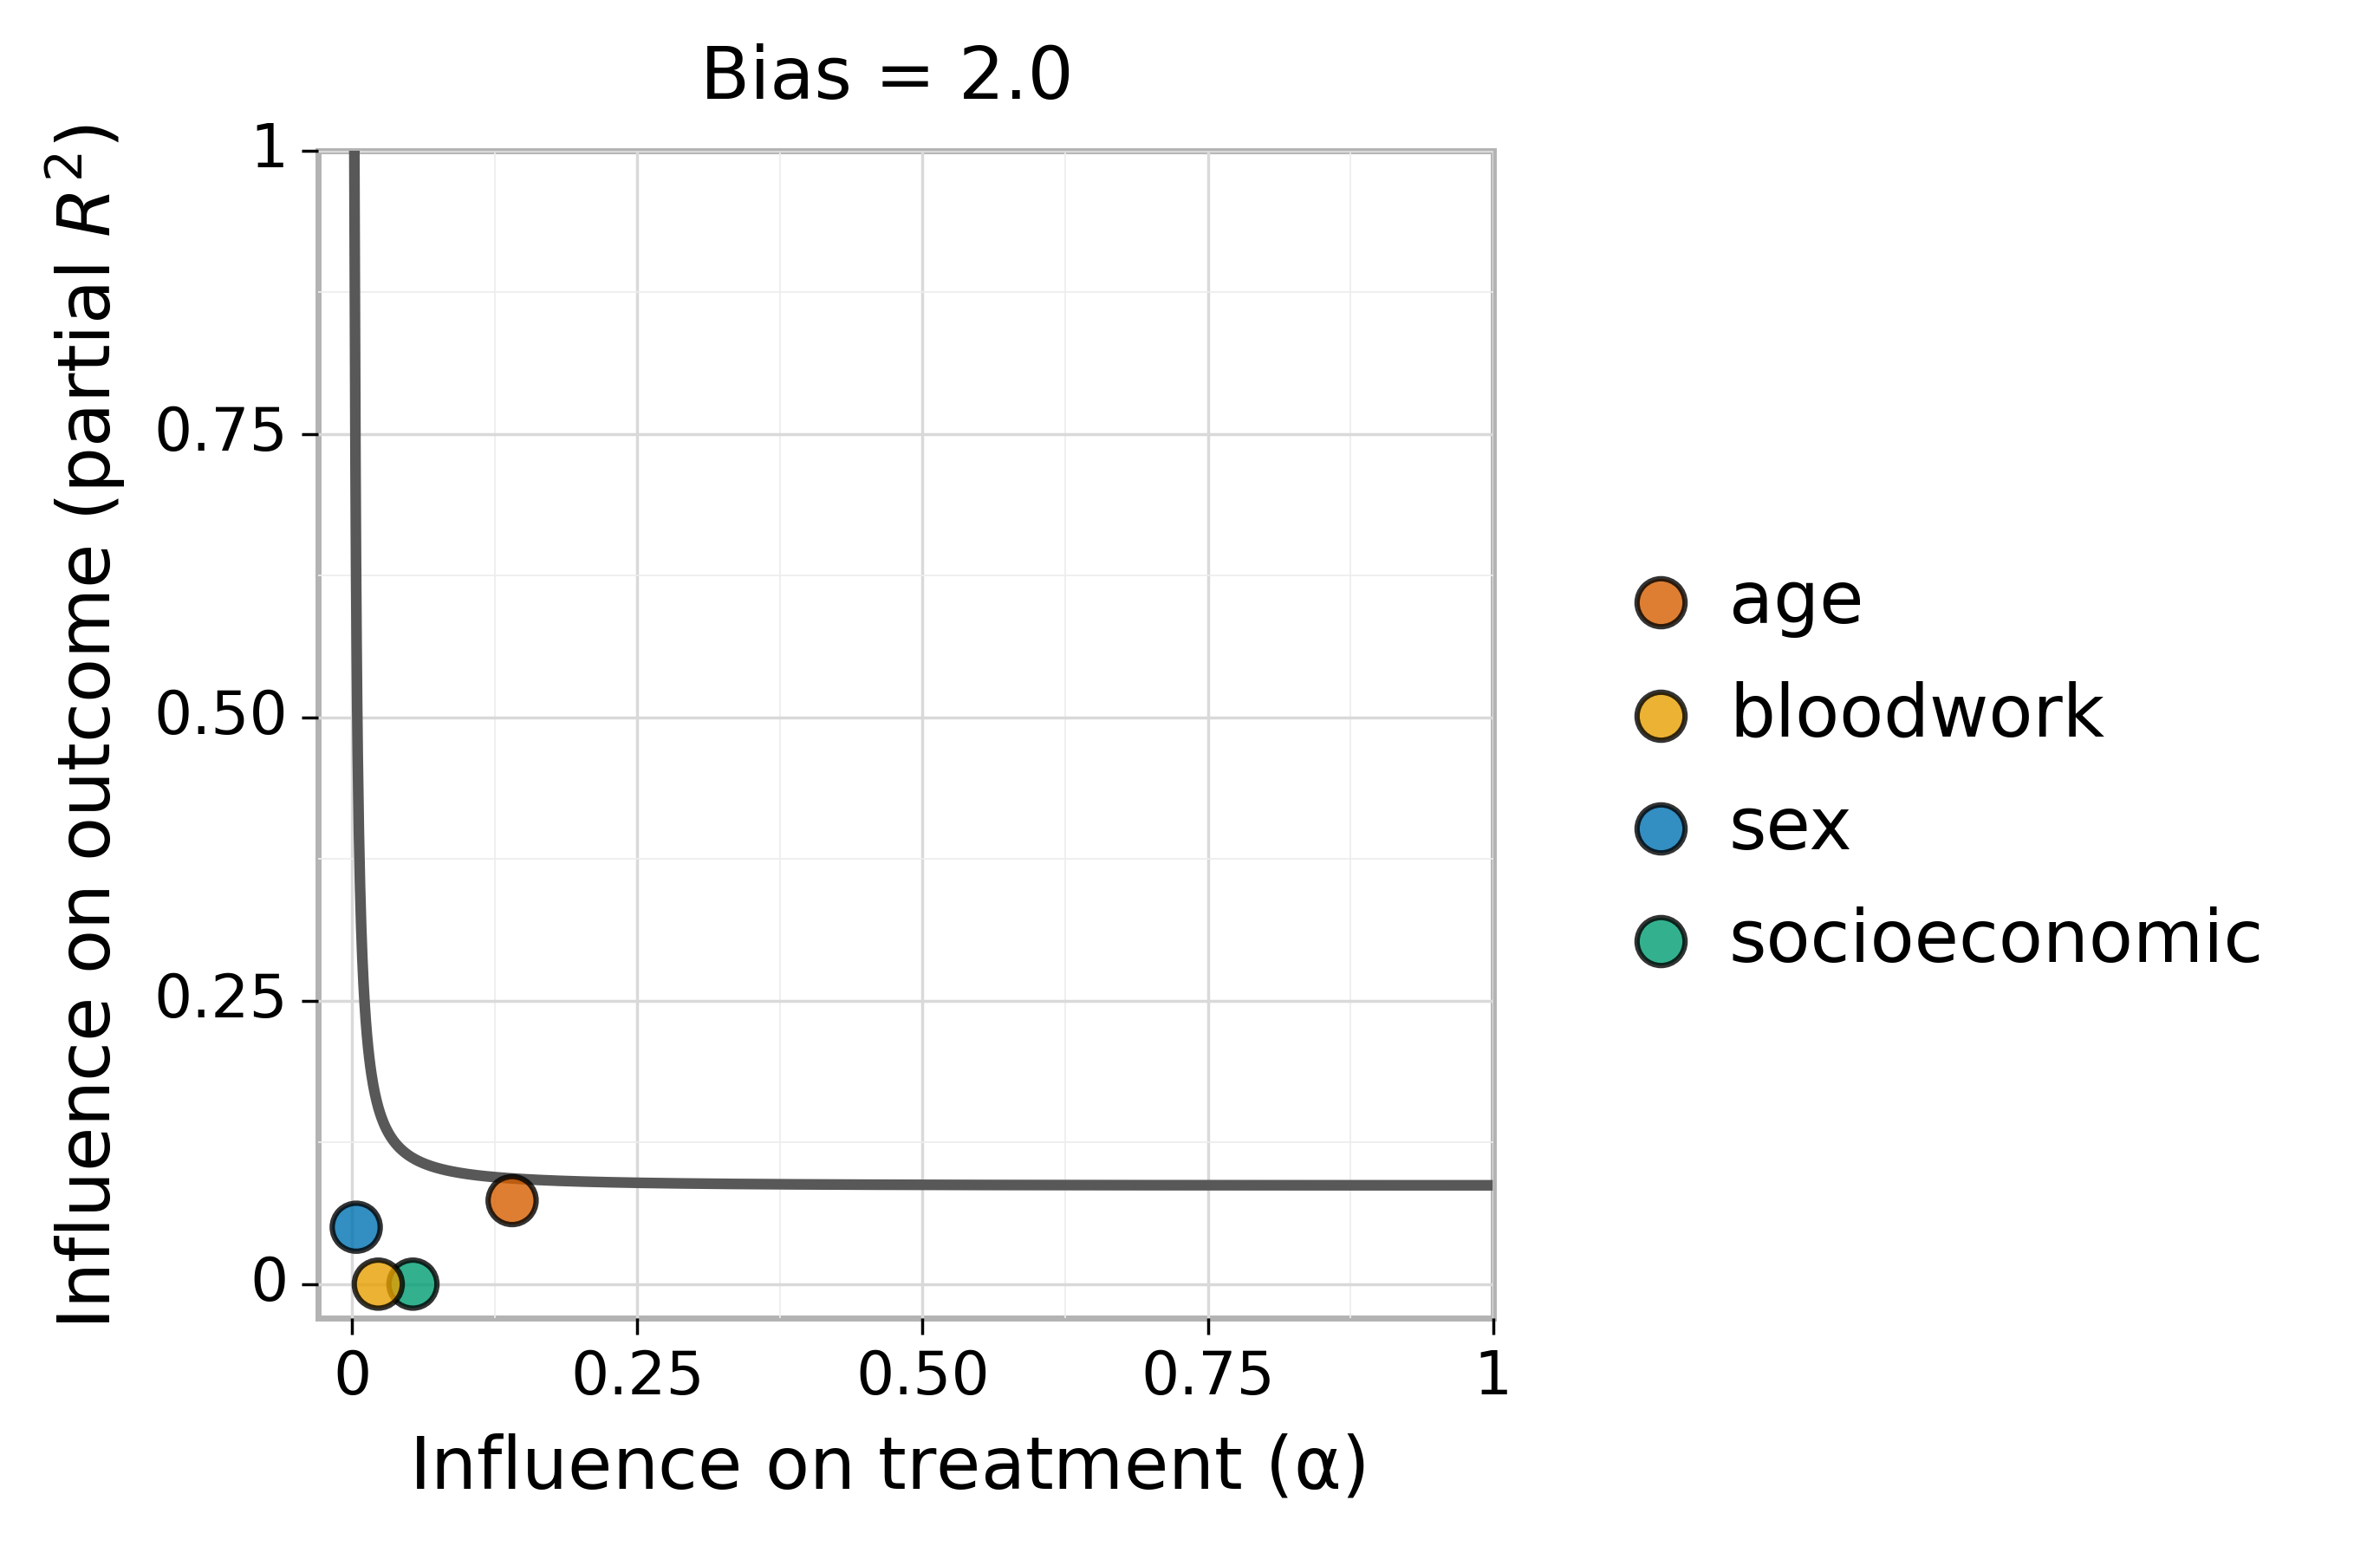 Bias = 2.0
Influence on outcome (partial R²)
1
0.75
0.50
0.25
0
0 0.25 0.50 0.75 1
Influence on treatment (α)
age
bloodwork
sex
socioeconomic